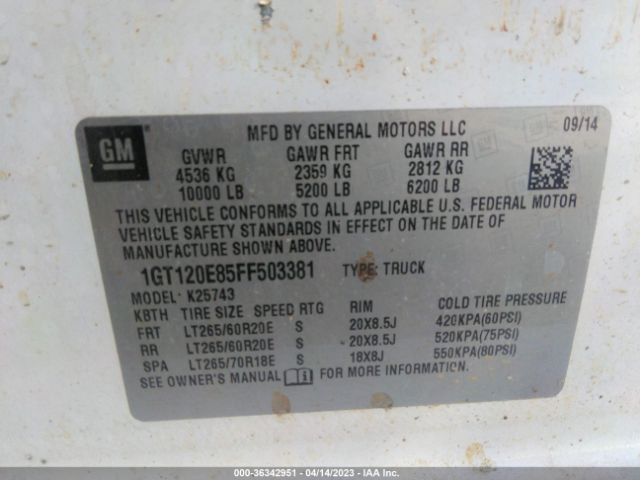 GM
MFD BY GENERAL MOTORS LLC 09/14
GVWR GAWR FRT GAWR RR
4536 KG 2359 KG 2812 KG
10000 LB 5200 LB 6200 LB
THIS VEHICLE CONFORMS TO ALL APPLICABLE U.S. FEDERAL MOTOR
VEHICLE SAFETY STANDARDS IN EFFECT ON THE DATE OF
MANUFACTURE SHOWN ABOVE.
1GT120E85FF503381 TYPE: TRUCK
MODEL: K25743
KBTH TIRE SIZE SPEED RTG RIM COLD TIRE PRESSURE
FRT LT265/60R20E S 20X8.5J 420KPA(60PSI)
RR LT265/60R20E S 20X8.5J 520KPA(75PSI)
SPA LT265/70R18E S 18X8J 550KPA(80PSI)
SEE OWNER'S MANUAL FOR MORE INFORMATION.
000-36342951 - 04/14/2023 - IAA Inc.